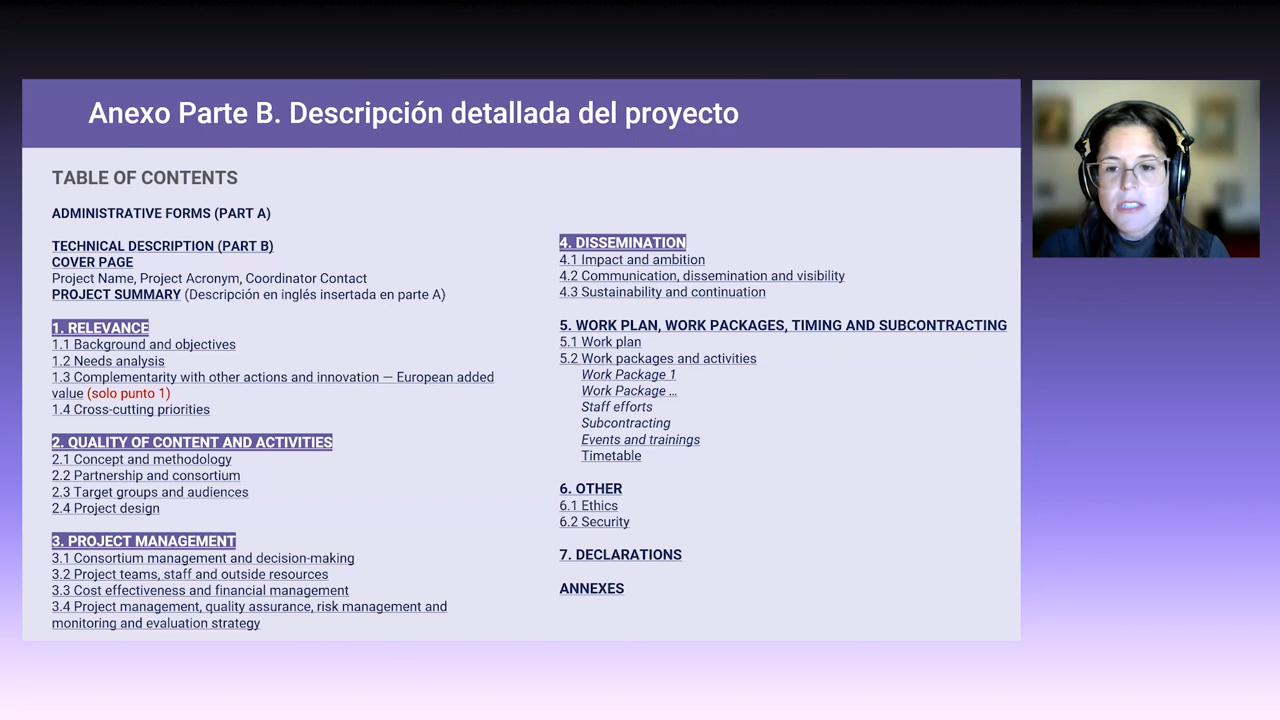 Anexo Parte B. Descripción detallada del proyecto
TABLE OF CONTENTS
ADMINISTRATIVE FORMS (PART A)
TECHNICAL DESCRIPTION (PART B)
COVER PAGE
Project Name, Project Acronym, Coordinator Contact
PROJECT SUMMARY (Descripción en inglés insertada en parte A)
1. RELEVANCE
1.1 Background and objectives
1.2 Needs analysis
1.3 Complementarity with other actions and innovation — European added
value (solo punto 1)
1.4 Cross-cutting priorities
2. QUALITY OF CONTENT AND ACTIVITIES
2.1 Concept and methodology
2.2 Partnership and consortium
2.3 Target groups and audiences
2.4 Project design
3. PROJECT MANAGEMENT
3.1 Consortium management and decision-making
3.2 Project teams, staff and outside resources
3.3 Cost effectiveness and financial management
3.4 Project management, quality assurance, risk management and
monitoring and evaluation strategy
4. DISSEMINATION
4.1 Impact and ambition
4.2 Communication, dissemination and visibility
4.3 Sustainability and continuation
5. WORK PLAN, WORK PACKAGES, TIMING AND SUBCONTRACTING
5.1 Work plan
5.2 Work packages and activities
Work Package 1
Work Package …
Staff efforts
Subcontracting
Events and trainings
Timetable
6. OTHER
6.1 Ethics
6.2 Security
7. DECLARATIONS
ANNEXES